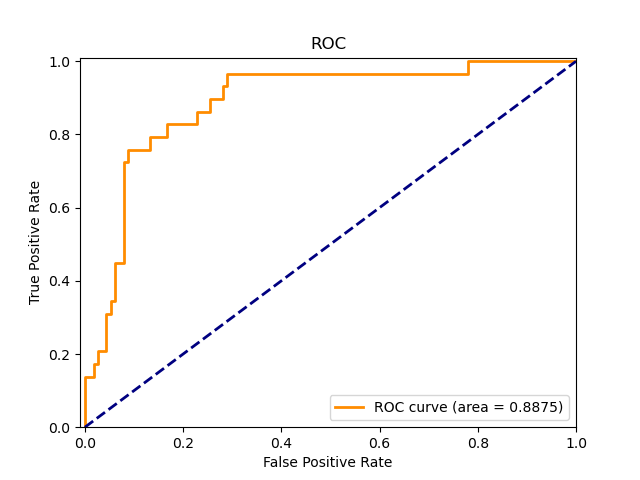 ROC
True Positive Rate
1.0
0.8
0.6
0.4
0.2
0.0
0.0 0.2 0.4 0.6 0.8 1.0
False Positive Rate
ROC curve (area = 0.8875)